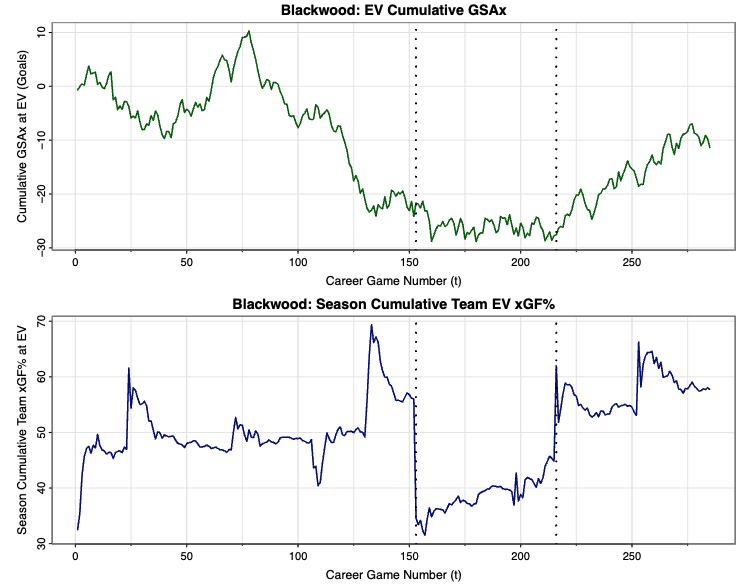 Blackwood: EV Cumulative GSAx
Cumulative GSAx at EV (Goals)
10
0
−10
−20
−30
0 50 100 150 200 250
Career Game Number (t)
Blackwood: Season Cumulative Team EV xGF%
Season Cumulative Team xGF% at EV
70
60
50
40
30
0 50 100 150 200 250
Career Game Number (t)